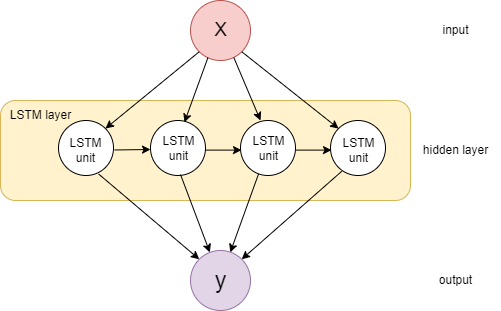 X
input
LSTM layer
LSTM
unit
LSTM
unit
LSTM
unit
LSTM
unit
hidden layer
y
output